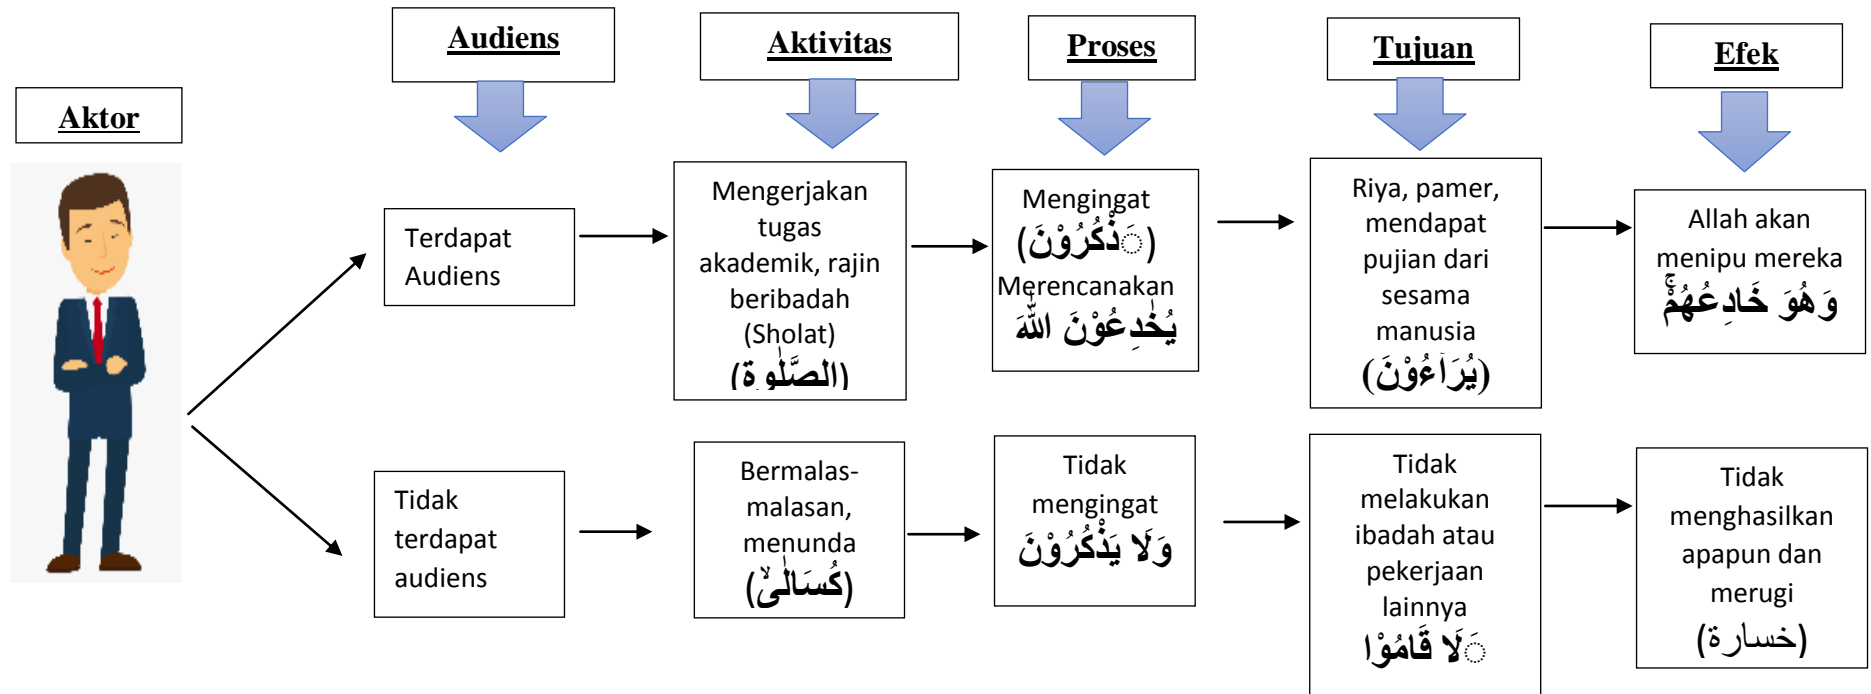 Audiens
Aktivitas
Proses
Tujuan
Efek
Aktor
Terdapat
Audiens
Mengerjakan
tugas
akademik, rajin
beribadah
(Sholat)
(الصَّلٰوةِ)
Mengingat
(َذْكُرُوْنَ)
Merencanakan
يُخٰدِعُوْنَ اللّٰهَ
Riya, pamer,
mendapat
pujian dari
sesama
manusia
(يُرَاۤءُوْنَ)
Allah akan
menipu mereka
وَهُوَ خَادِعُهُمْۚ
Tidak
terdapat
audiens
Bermalas-
malasan,
menunda
(كُسَالٰىۙ)
Tidak
mengingat
وَلَا يَذْكُرُوْنَ
Tidak
melakukan
ibadah atau
pekerjaan
lainnya
َلَا قَامُوْا
Tidak
menghasilkan
apapun dan
merugi
(خسارة)